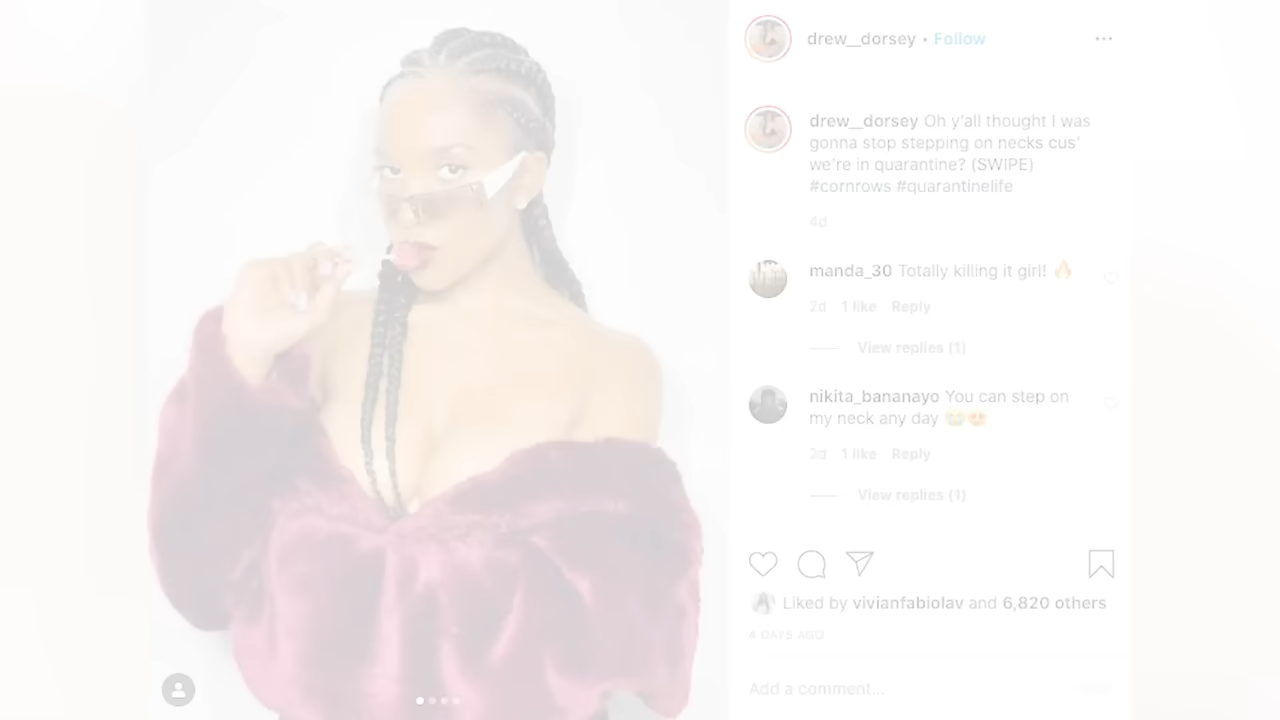 drew__dorsey • Follow
drew__dorsey Oh y'all thought I was
gonna stop stepping on necks cus'
we're in quarantine? (SWIPE)
#cornrows #quarantinelife
4d
manda_30 Totally killing it girl! 🔥
2d 1 like Reply
View replies (1)
nikita_bananayo You can step on
my neck any day 😭😍
2d 1 like Reply
View replies (1)
Liked by vivianfabiolav and 6,820 others
4 DAYS AGO
Add a comment...